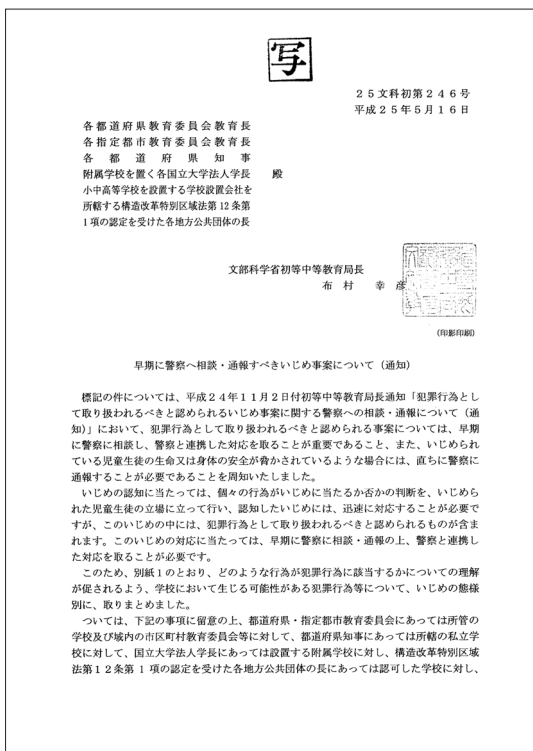 写
25文科初第246号
平成25年5月16日
各都道府県教育委員会教育長
各指定都市教育委員会教育長
各都道府県知事
附属学校を置く各国立大学法人学長 殿
小中高等学校を設置する学校設置会社を
所轄する構造改革特別区域法第12条第
1項の認定を受けた各地方公共団体の長
文部科学省初等中等教育局長
布村 幸彦
(印影印刷)
早期に警察へ相談・通報すべきいじめ事案について(通知)
標記の件については、平成24年11月2日付初等中等教育局長通知「犯罪行為とし
て取り扱われるべきと認められるいじめ事案に関する警察への相談・通報について(通
知)」において、犯罪行為として取り扱われるべきと認められる事案については、早期
に警察に相談し、警察と連携した対応を取ることが重要であること、また、いじめられ
ている児童生徒の生命又は身体の安全が脅かされているような場合には、直ちに警察に
通報することが必要であることを周知いたしました。
いじめの認知に当たっては、個々の行為がいじめに当たるか否かの判断を、いじめら
れた児童生徒の立場に立って行い、認知したいじめには、迅速に対応することが必要で
すが、このいじめの中には、犯罪行為として取り扱われるべきと認められるものが含ま
れます。このいじめの対応に当たっては、早期に警察に相談・通報の上、警察と連携し
た対応を取ることが必要です。
このため、別紙1のとおり、どのような行為が犯罪行為に該当するかについての理解
が促されるよう、学校において生じる可能性がある犯罪行為等について、いじめの態様
別に、取りまとめました。
ついては、下記の事項に留意の上、都道府県・指定都市教育委員会にあっては所管の
学校及び域内の市区町村教育委員会等に対して、都道府県知事にあっては所轄の私立学
校に対して、国立大学法人学長にあっては設置する附属学校に対し、構造改革特別区域
法第12条第1項の認定を受けた各地方公共団体の長にあっては認可した学校に対し、